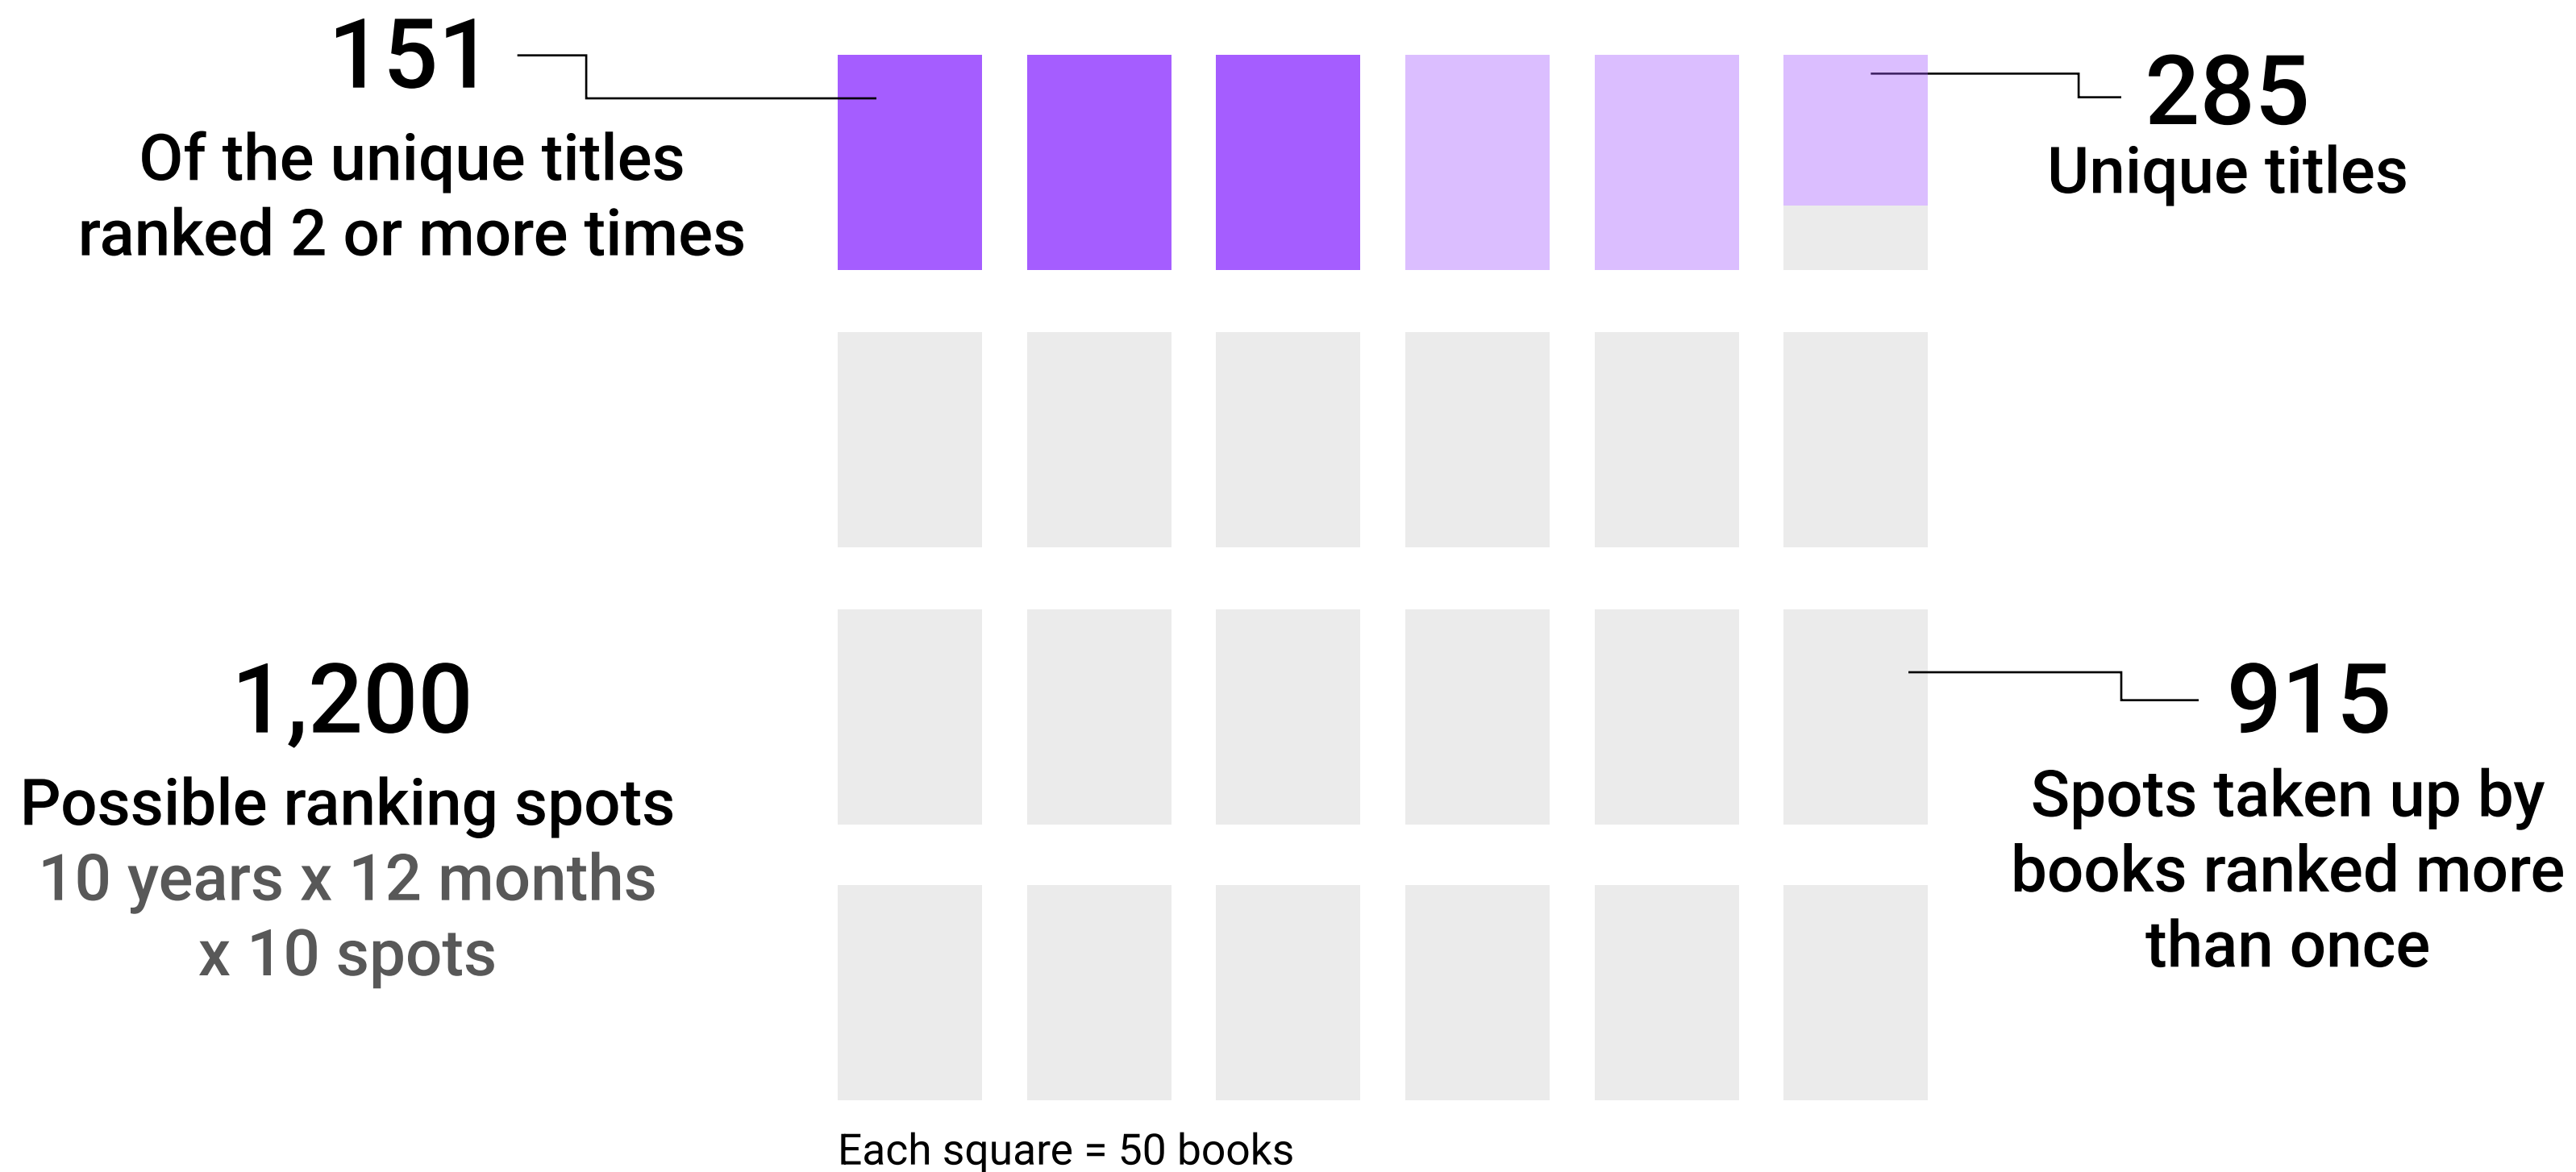 151
Of the unique titles
ranked 2 or more times
285
Unique titles
1,200
Possible ranking spots
10 years x 12 months
x 10 spots
915
Spots taken up by
books ranked more
than once
Each square = 50 books